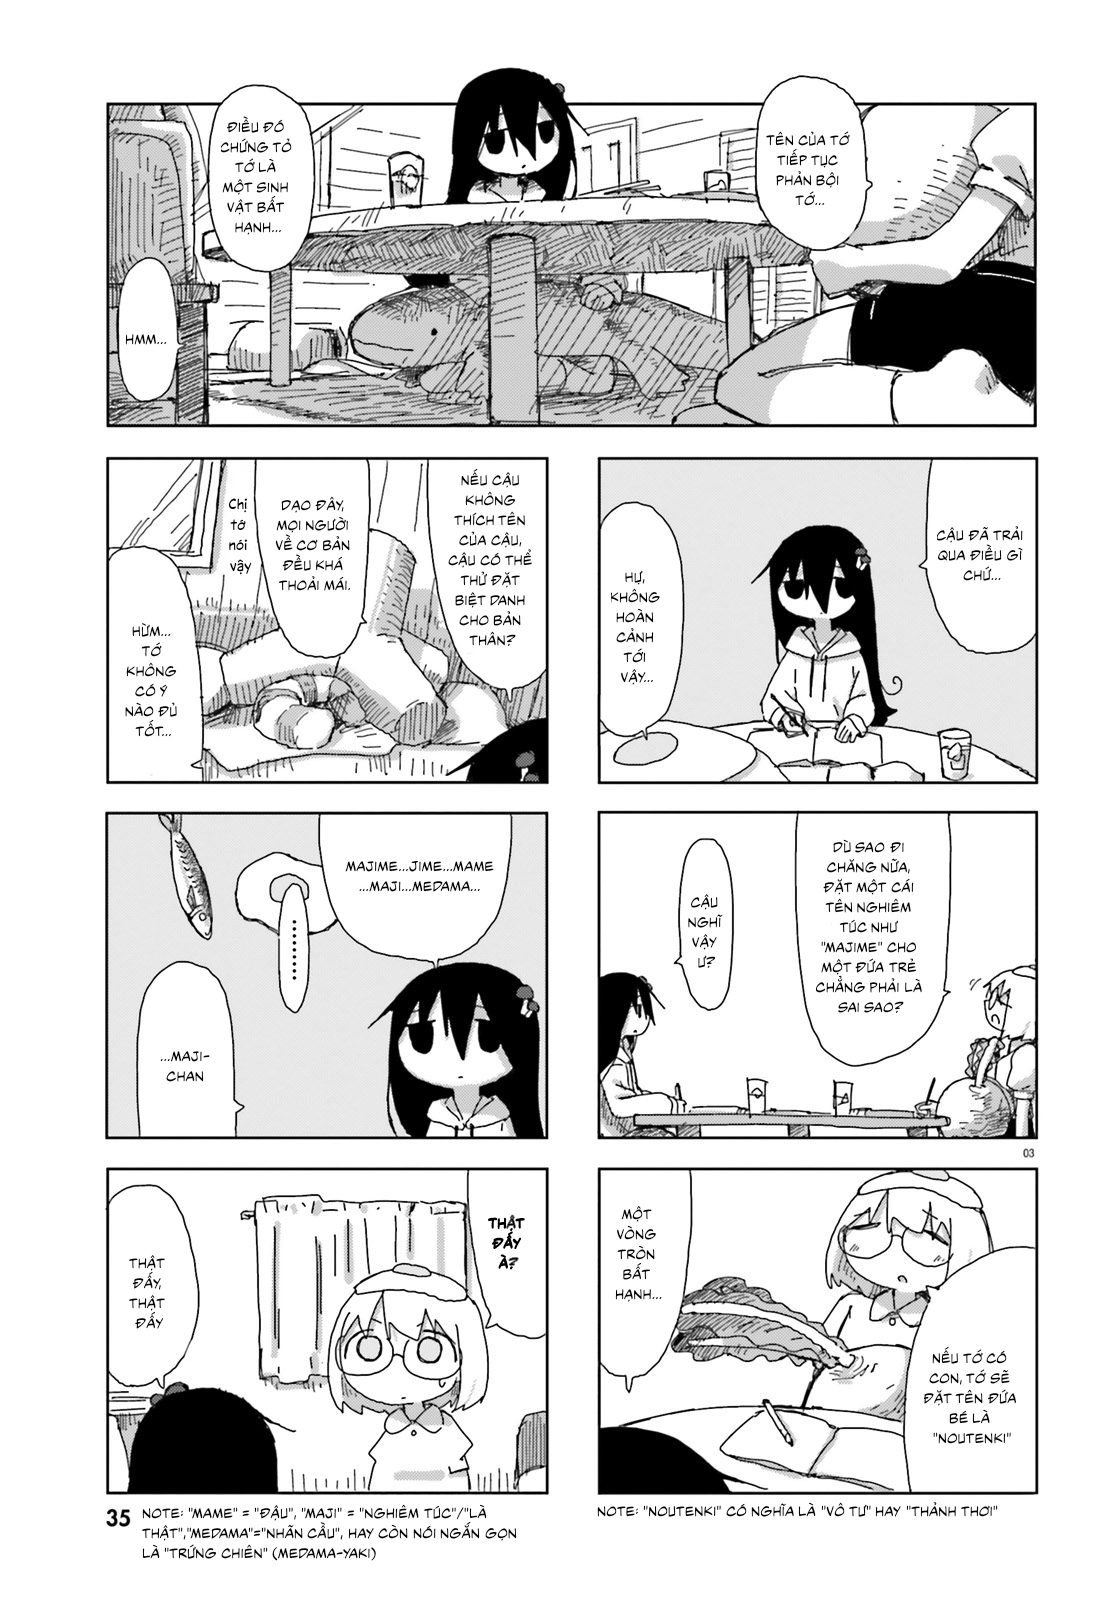 TÊN CỦA TỚ
TIẾP TỤC
PHẢN BỘI
TỚ...
ĐIỀU ĐÓ
CHỨNG TỎ
TỚ LÀ
MỘT SINH
VẬT BẤT
HẠNH...
HMM...
CẬU ĐÃ TRẢI
QUA ĐIỀU GÌ
CHỨ...
HỰ,
KHÔNG
HOÀN
CẢNH
TỚI
VẬY...
DÙ SAO ĐI
CHĂNG NỮA,
ĐẶT MỘT CÁI
TÊN NGHIÊM
TÚC NHƯ
"MAJIME" CHO
MỘT ĐỨA TRẺ
CHẲNG PHẢI LÀ
SAI SAO?
CẬU
NGHĨ
VẬY
Ư?
03
MỘT
VÒNG
TRÒN
BẤT
HẠNH...
NẾU TỚ CÓ
CON, TỚ SẼ
ĐẶT TÊN ĐỨA
BÉ LÀ
"NOUTENKI"
NOTE: "NOUTENKI" CÓ NGHĨA LÀ "VÔ TƯ" HAY "THẢNH THƠI"
NẾU CẬU
KHÔNG
THÍCH TÊN
CỦA CẬU,
CẬU CÓ THỂ
THỬ ĐẶT
BIỆT DANH
CHO BẢN
THÂN?
DẠO ĐÂY,
MỌI NGƯỜI
VỀ CƠ BẢN
ĐỀU KHÁ
THOẢI MÁI.
Chị
tớ
nói
vậy
HỪM...
TỚ
KHÔNG
CÓ Ý
NÀO ĐỦ
TỐT...
MAJIME...JIME...MAME
...MAJI...MEDAMA...
........
...MAJI-
CHAN
THẬT
ĐẤY
À?
THẬT
ĐẤY,
THẬT
ĐẤY
35
NOTE: "MAME" = "ĐẬU", "MAJI" = "NGHIÊM TÚC"/"LÀ
THẬT","MEDAMA"="NHÃN CẦU", HAY CÒN NÓI NGẮN GỌN
LÀ "TRỨNG CHIÊN" (MEDAMA-YAKI)